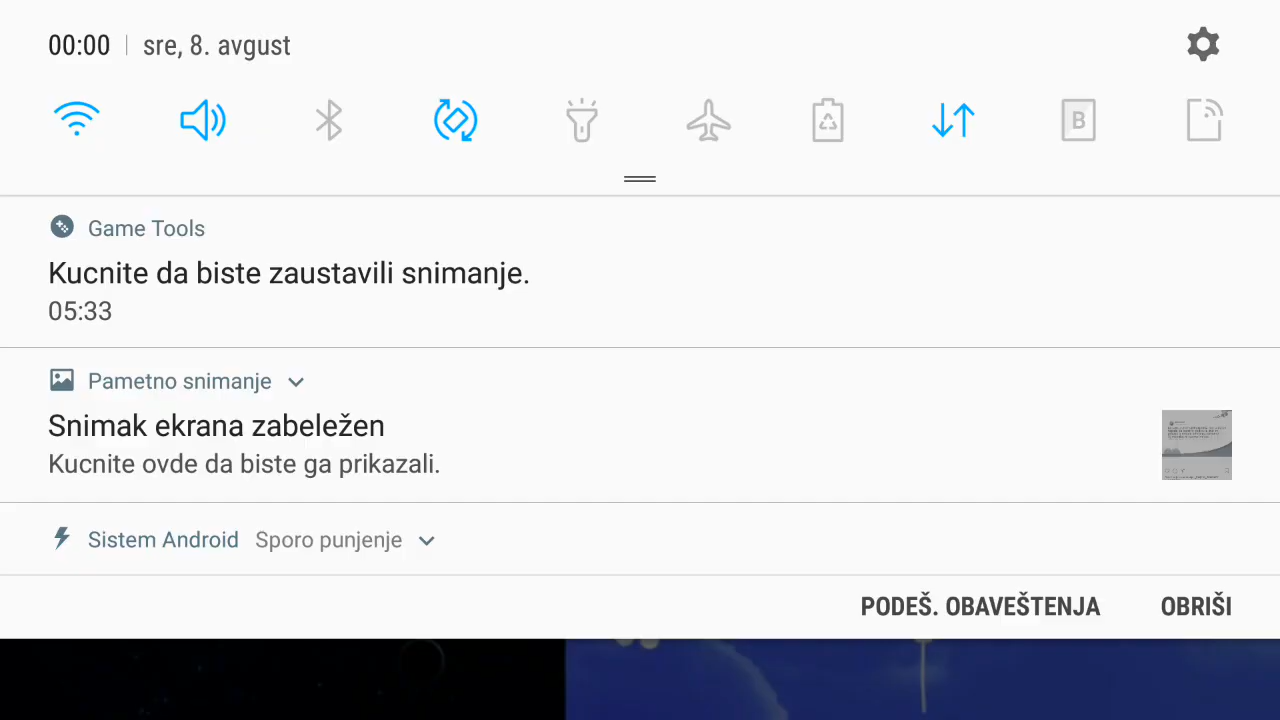 00:00 sre, 8. avgust
B
Game Tools
Kucnite da biste zaustavili snimanje.
05:33
Pametno snimanje
Snimak ekrana zabeležen
Kucnite ovde da biste ga prikazali.
Sistem Android Sporo punjenje
PODEŠ. OBAVEŠTENJA OBRIŠI